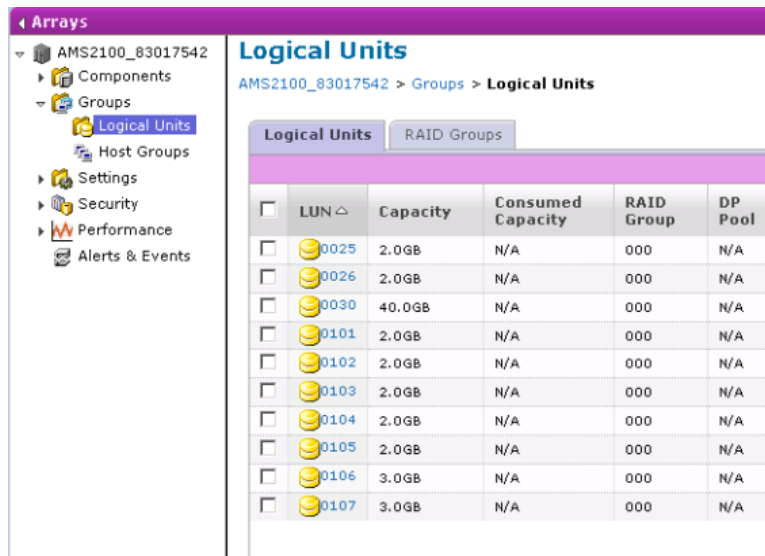 Arrays
AMS2100_83017542
Components
Groups
Logical Units
Host Groups
Settings
Security
Performance
Alerts & Events
Logical Units
AMS2100_83017542 > Groups > Logical Units
Logical Units RAID Groups
LUN Capacity Consumed Capacity RAID Group DP Pool
0025 2.0GB N/A 000 N/A
0026 2.0GB N/A 000 N/A
0030 40.0GB N/A 000 N/A
0101 2.0GB N/A 000 N/A
0102 2.0GB N/A 000 N/A
0103 2.0GB N/A 000 N/A
0104 2.0GB N/A 000 N/A
0105 2.0GB N/A 000 N/A
0106 3.0GB N/A 000 N/A
0107 3.0GB N/A 000 N/A